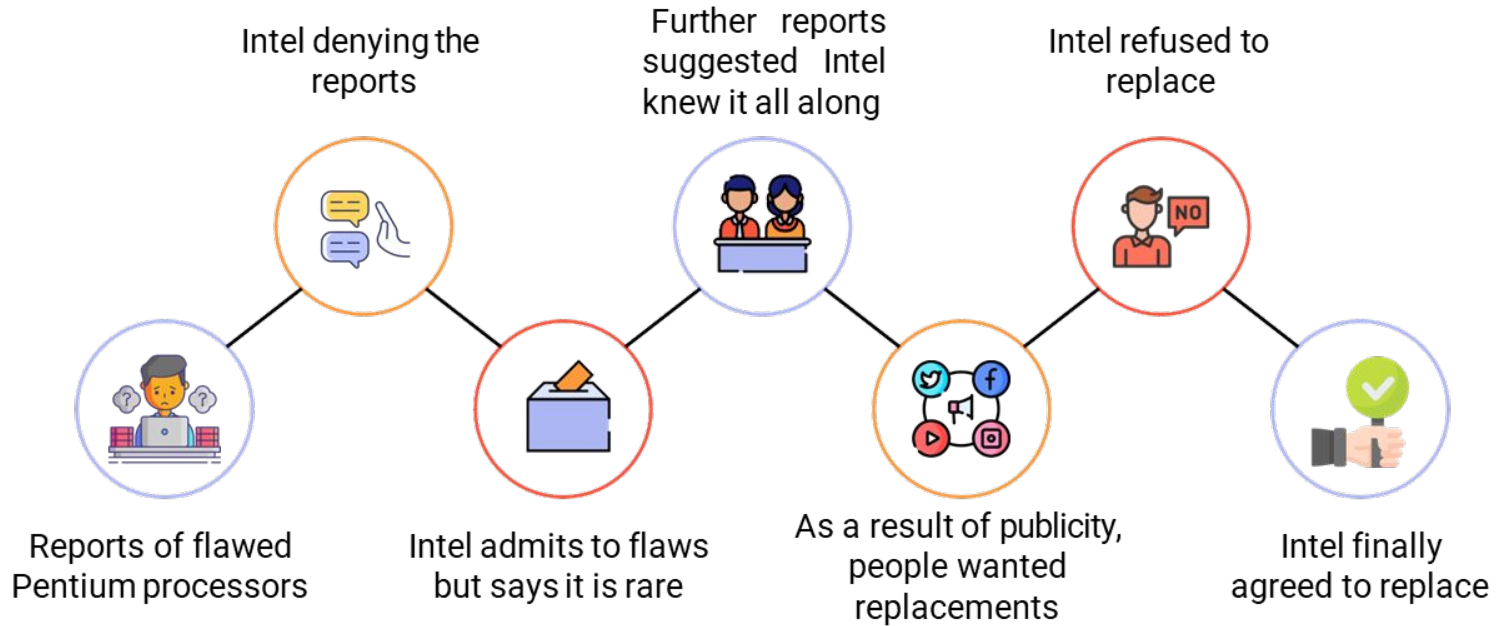 Reports of flawed
Pentium processors
Intel denying the
reports
Intel admits to flaws
but says it is rare
Further reports
suggested Intel
knew it all along
As a result of publicity,
people wanted
replacements
Intel refused to
replace
NO
Intel finally
agreed to replace